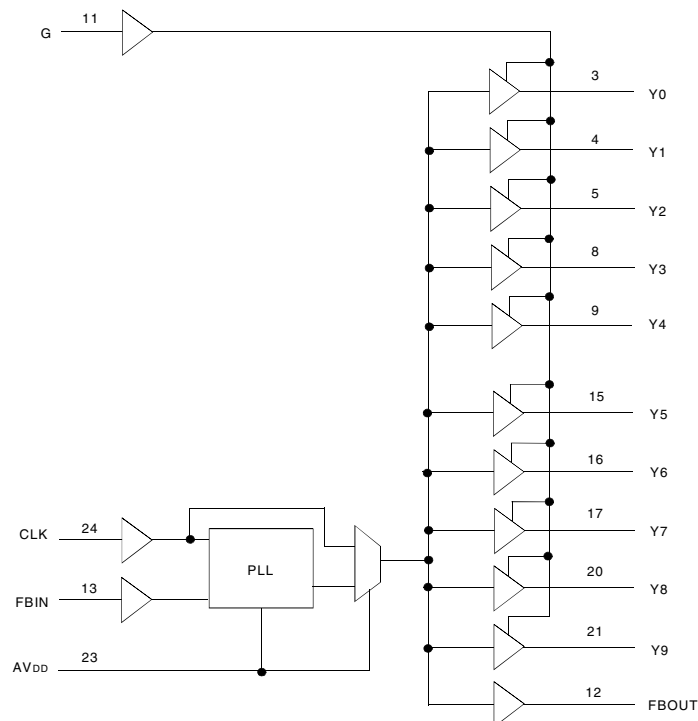 G 11
3 Y0
4 Y1
5 Y2
8 Y3
9 Y4
15 Y5
16 Y6
17 Y7
CLK 24
PLL
20 Y8
FBIN 13
21 Y9
AVDD 23
12 FBOUT